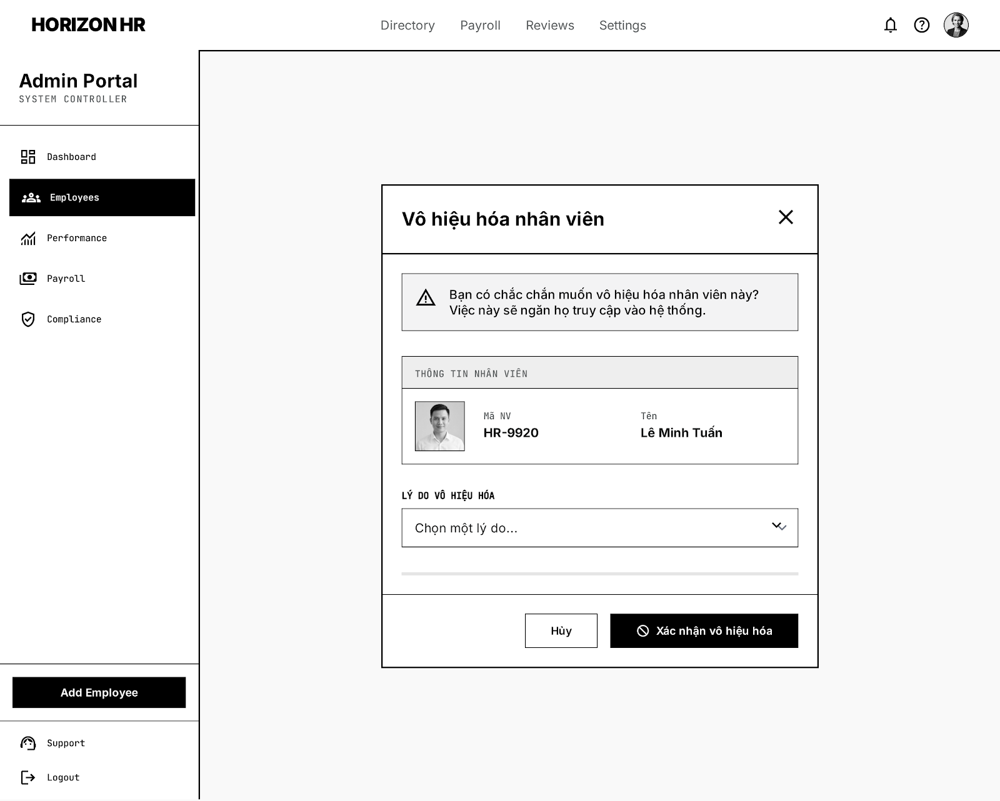 HORIZON HR
Directory
Payroll
Reviews
Settings
Admin Portal
SYSTEM CONTROLLER
Dashboard
Employees
Performance
Payroll
Compliance
Add Employee
Support
Logout
Vô hiệu hóa nhân viên
Bạn có chắc chắn muốn vô hiệu hóa nhân viên này?
Việc này sẽ ngăn họ truy cập vào hệ thống.
THÔNG TIN NHÂN VIÊN
Mã NV
HR-9920
Tên
Lê Minh Tuấn
LÝ DO VÔ HIỆU HÓA
Chọn một lý do...
Hủy
Xác nhận vô hiệu hóa